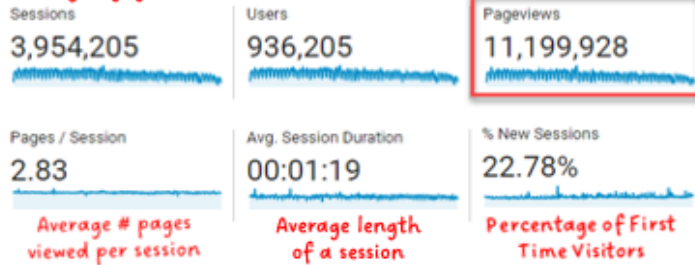 Sessions
3,954,205
Users
936,205
Pageviews
11,199,928
Pages / Session
2.83
Avg. Session Duration
00:01:19
% New Sessions
22.78%
Average # pages
viewed per session
Average length
of a session
Percentage of First
Time Visitors